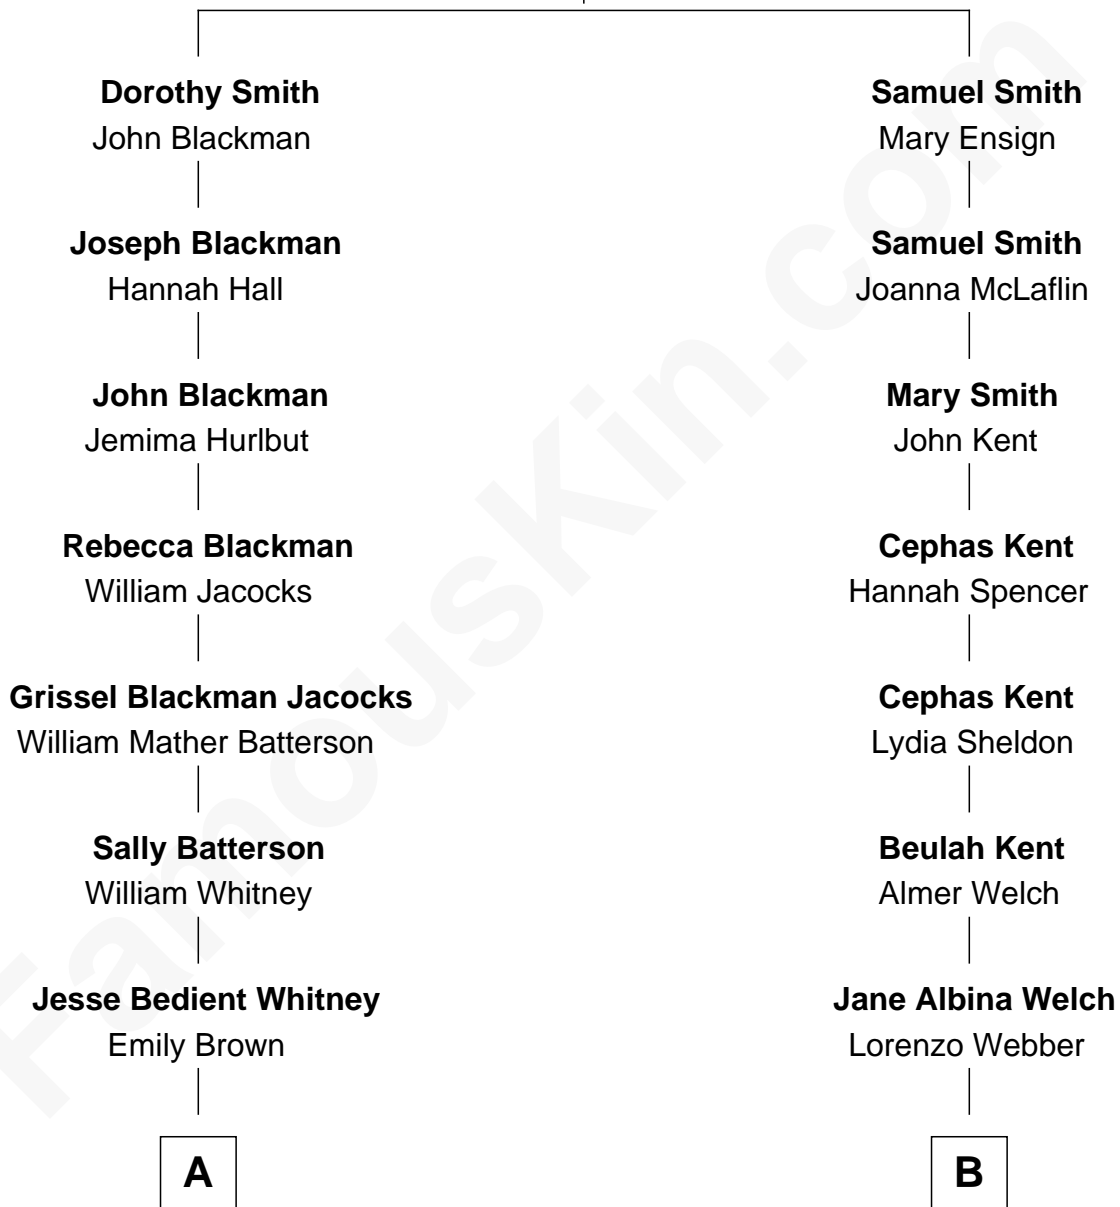 Dorothy Smith
John Blackman
Joseph Blackman
Hannah Hall
John Blackman
Jemima Hurlbut
Rebecca Blackman
William Jacocks
Grissel Blackman Jacocks
William Mather Batterson
Sally Batterson
William Whitney
Jesse Bedient Whitney
Emily Brown
A
Samuel Smith
Mary Ensign
Samuel Smith
Joanna McLaflin
Mary Smith
John Kent
Cephas Kent
Hannah Spencer
Cephas Kent
Lydia Sheldon
Beulah Kent
Almer Welch
Jane Albina Welch
Lorenzo Webber
B
FamousKin.com